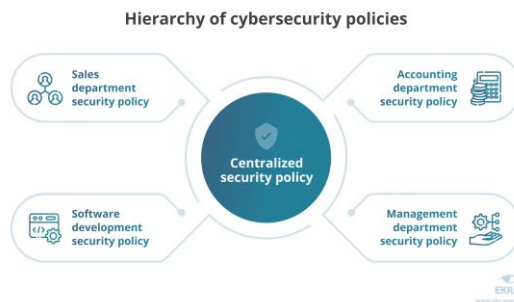 Hierarchy of cybersecurity policies
Sales
department
security policy
Accounting
department
security policy
Centralized
security policy
Software
development
security policy
Management
department
security policy
EKR